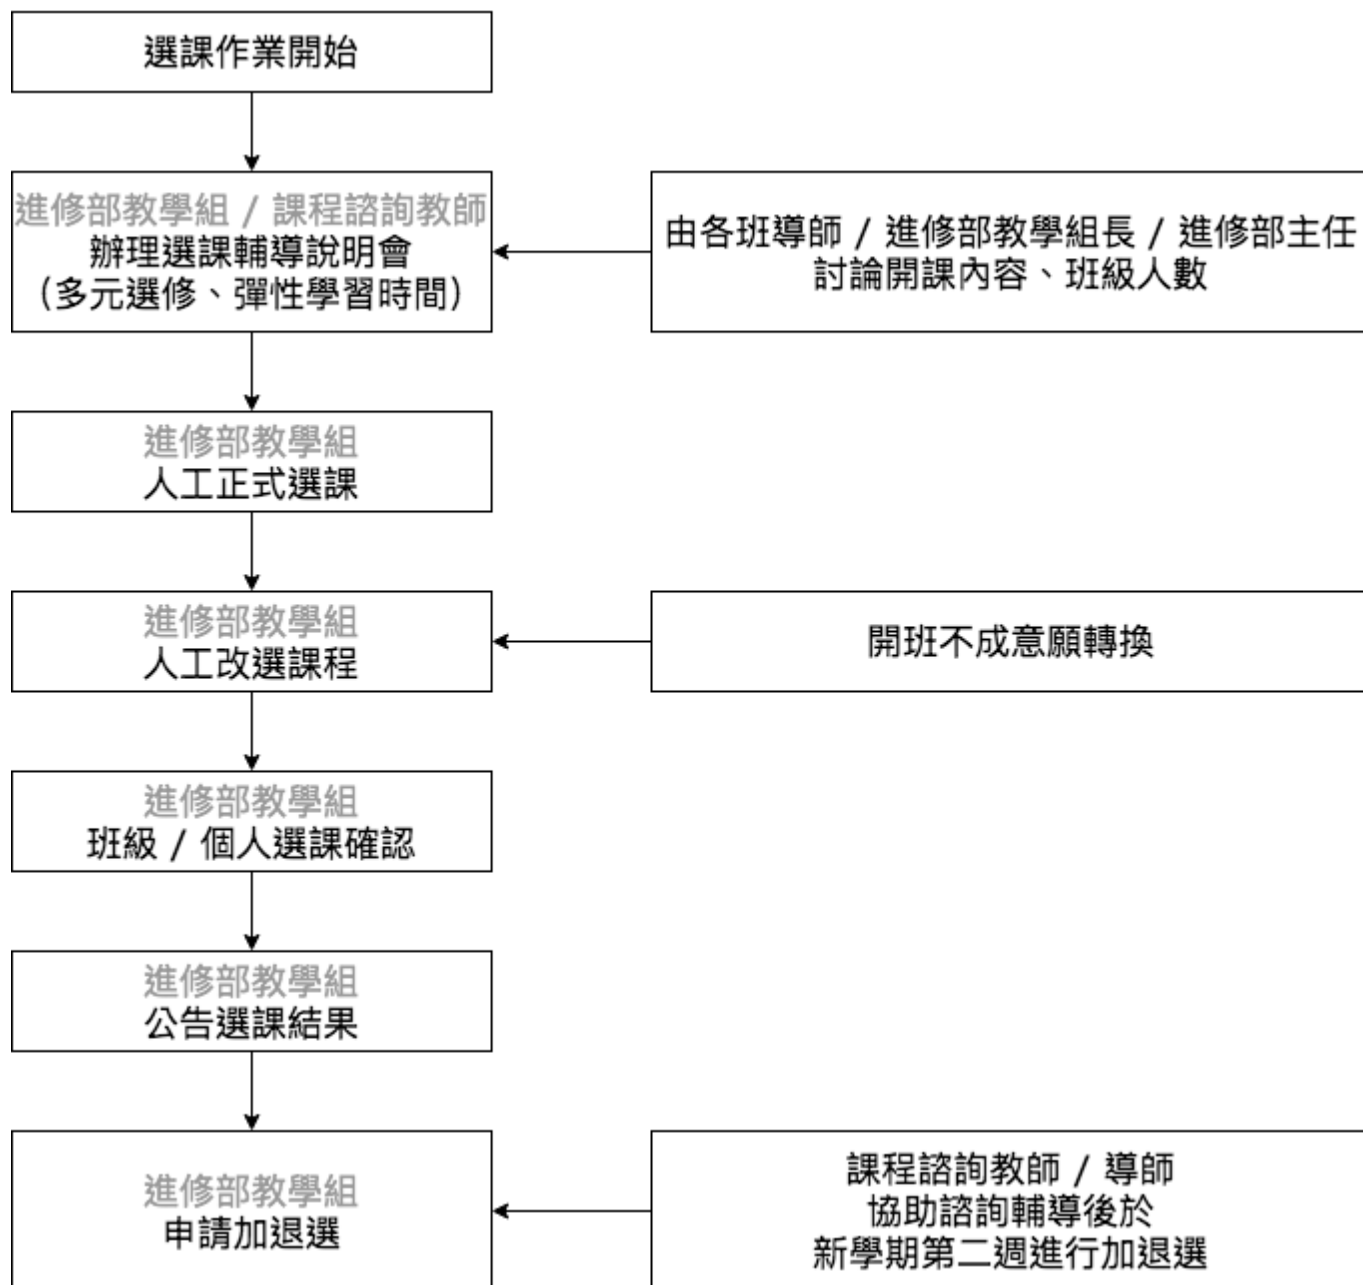 選課作業開始
進修部教學組 / 課程諮詢教師
辦理選課輔導說明會
（多元選修、彈性學習時間）
由各班導師 / 進修部教學組長 / 進修部主任
討論開課內容、班級人數
進修部教學組
人工正式選課
進修部教學組
人工改選課程
開班不成意願轉換
進修部教學組
班級 / 個人選課確認
進修部教學組
公告選課結果
進修部教學組
申請加退選
課程諮詢教師 / 導師
協助諮詢輔導後於
新學期第二週進行加退選